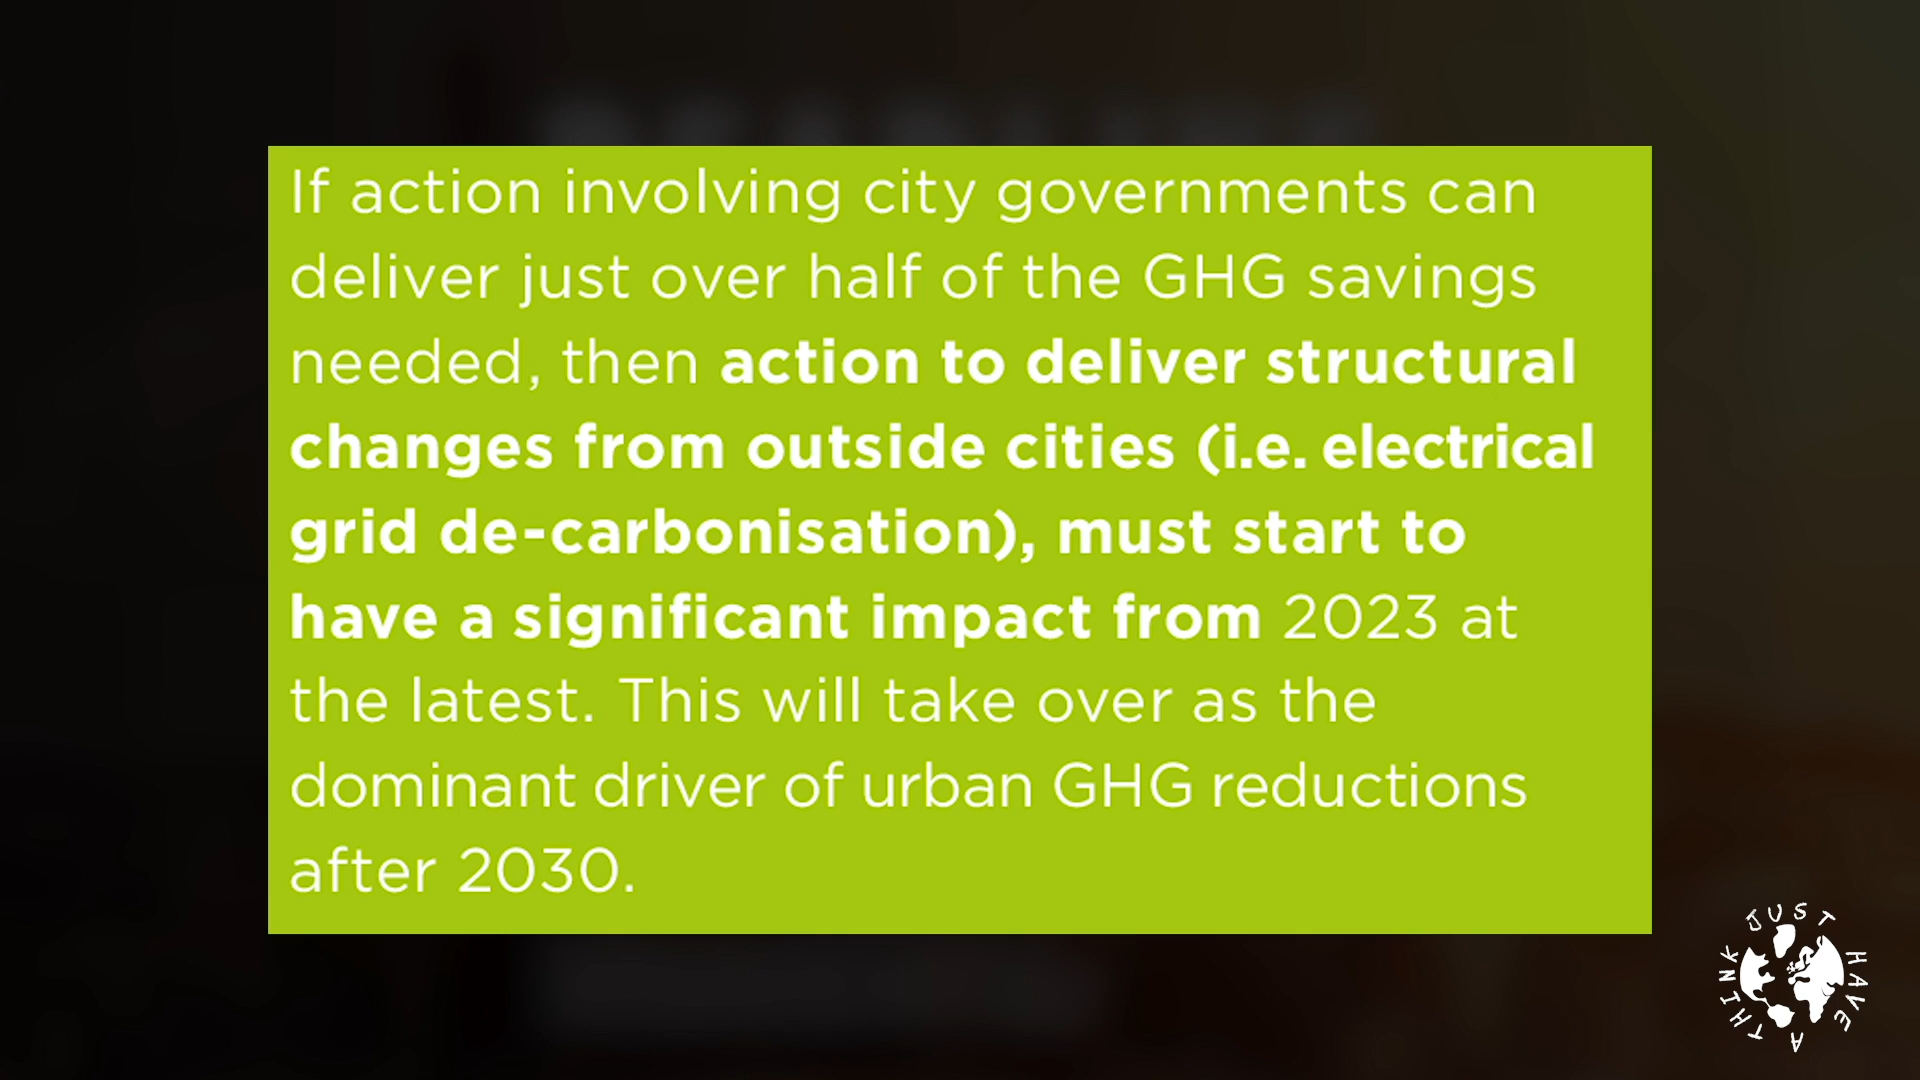 If action involving city governments can
deliver just over half of the GHG savings
needed, then action to deliver structural
changes from outside cities (i.e. electrical
grid de-carbonisation), must start to
have a significant impact from 2023 at
the latest. This will take over as the
dominant driver of urban GHG reductions
after 2030.
JUST HAVE A THINK